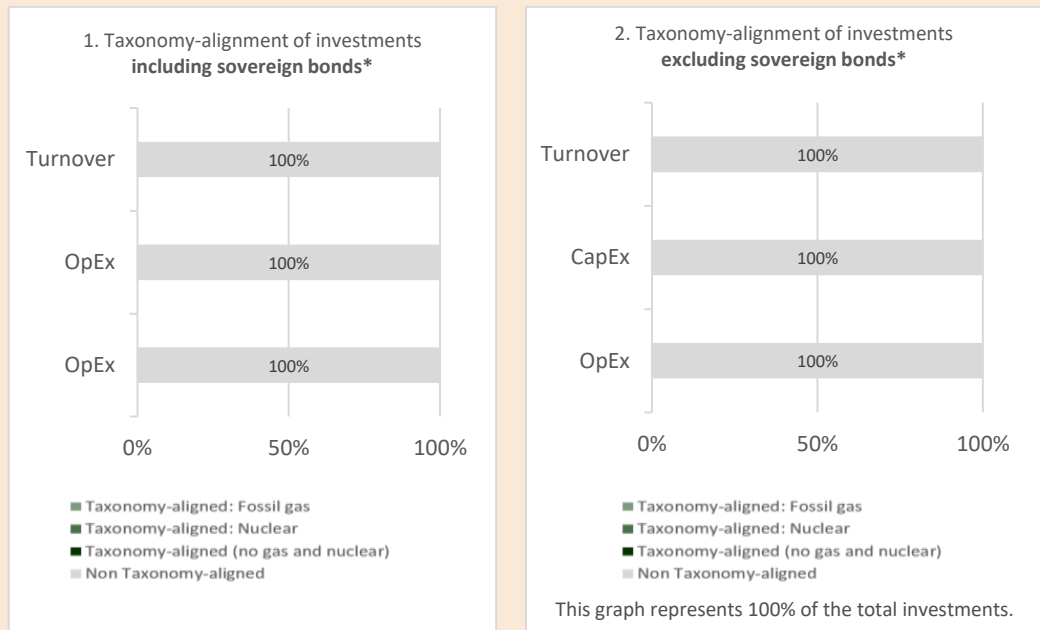 1. Taxonomy-alignment of investments
including sovereign bonds*
Turnover
100%
OpEx
100%
OpEx
100%
0%
50%
100%
Taxonomy-aligned: Fossil gas
Taxonomy-aligned: Nuclear
Taxonomy-aligned (no gas and nuclear)
Non Taxonomy-aligned
2. Taxonomy-alignment of investments
excluding sovereign bonds*
Turnover
100%
CapEx
100%
OpEx
100%
0%
50%
100%
Taxonomy-aligned: Fossil gas
Taxonomy-aligned: Nuclear
Taxonomy-aligned (no gas and nuclear)
Non Taxonomy-aligned
This graph represents 100% of the total investments.